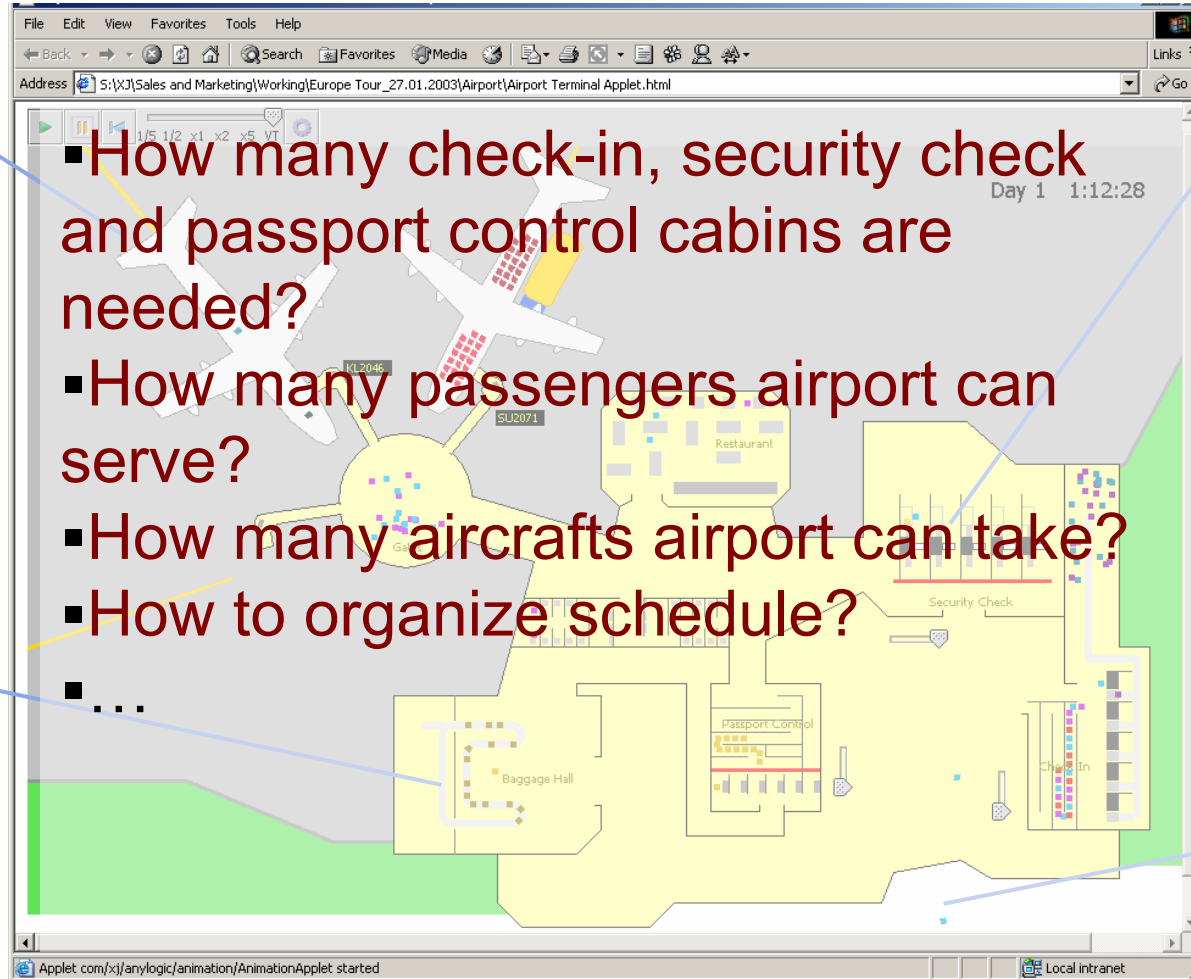 File Edit View Favorites Tools Help
Back Search Favorites Media Links
Address S:\XJ\Sales and Marketing\Working\Europe Tour_27.01.2003\Airport\Airport Terminal Applet.html Go
1/5 1/2 x1 x2 x5 VT
▪How many check-in, security check
Day 1 1:12:28
and passport control cabins are
needed?
KL2046
▪How many passengers airport can
SU2071
Restaurant
serve?
▪How many aircrafts airport can take?
Gates
Security Check
▪How to organize schedule?
▪…
Passport Control
Baggage Hall
Check In
Applet com/xj/anylogic/animation/AnimationApplet started Local intranet